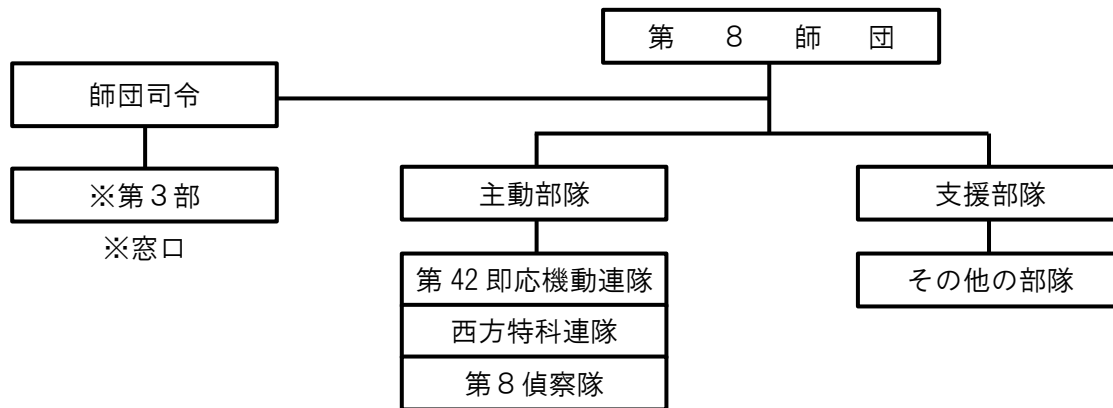 第　８　師　団
師団司令
※第３部
※窓口
主動部隊
第 42 即応機動連隊
西方特科連隊
第８偵察隊
支援部隊
その他の部隊